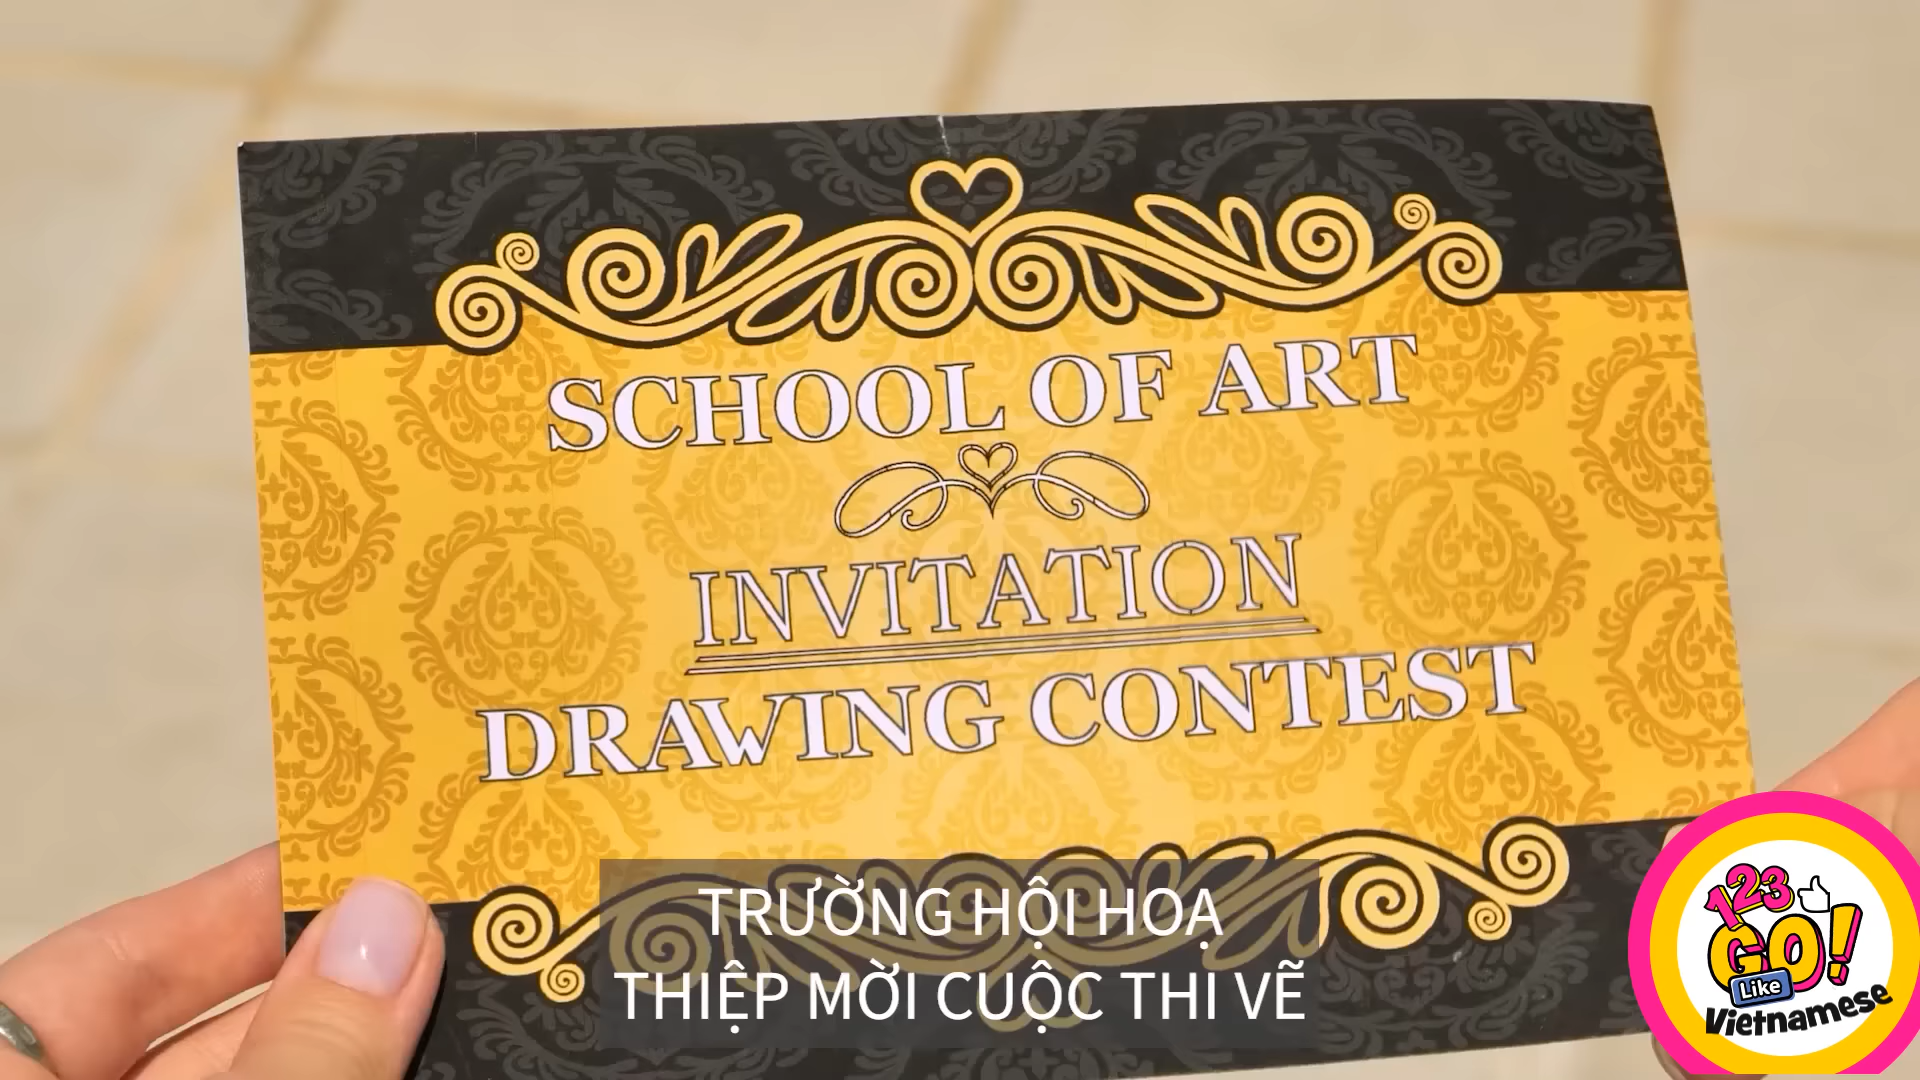 SCHOOL OF ART
INVITATION
DRAWING CONTEST
TRƯỜNG HỘI HOẠ
THIỆP MỜI CUỘC THI VẼ
123
GO!
Like
Vietnamese